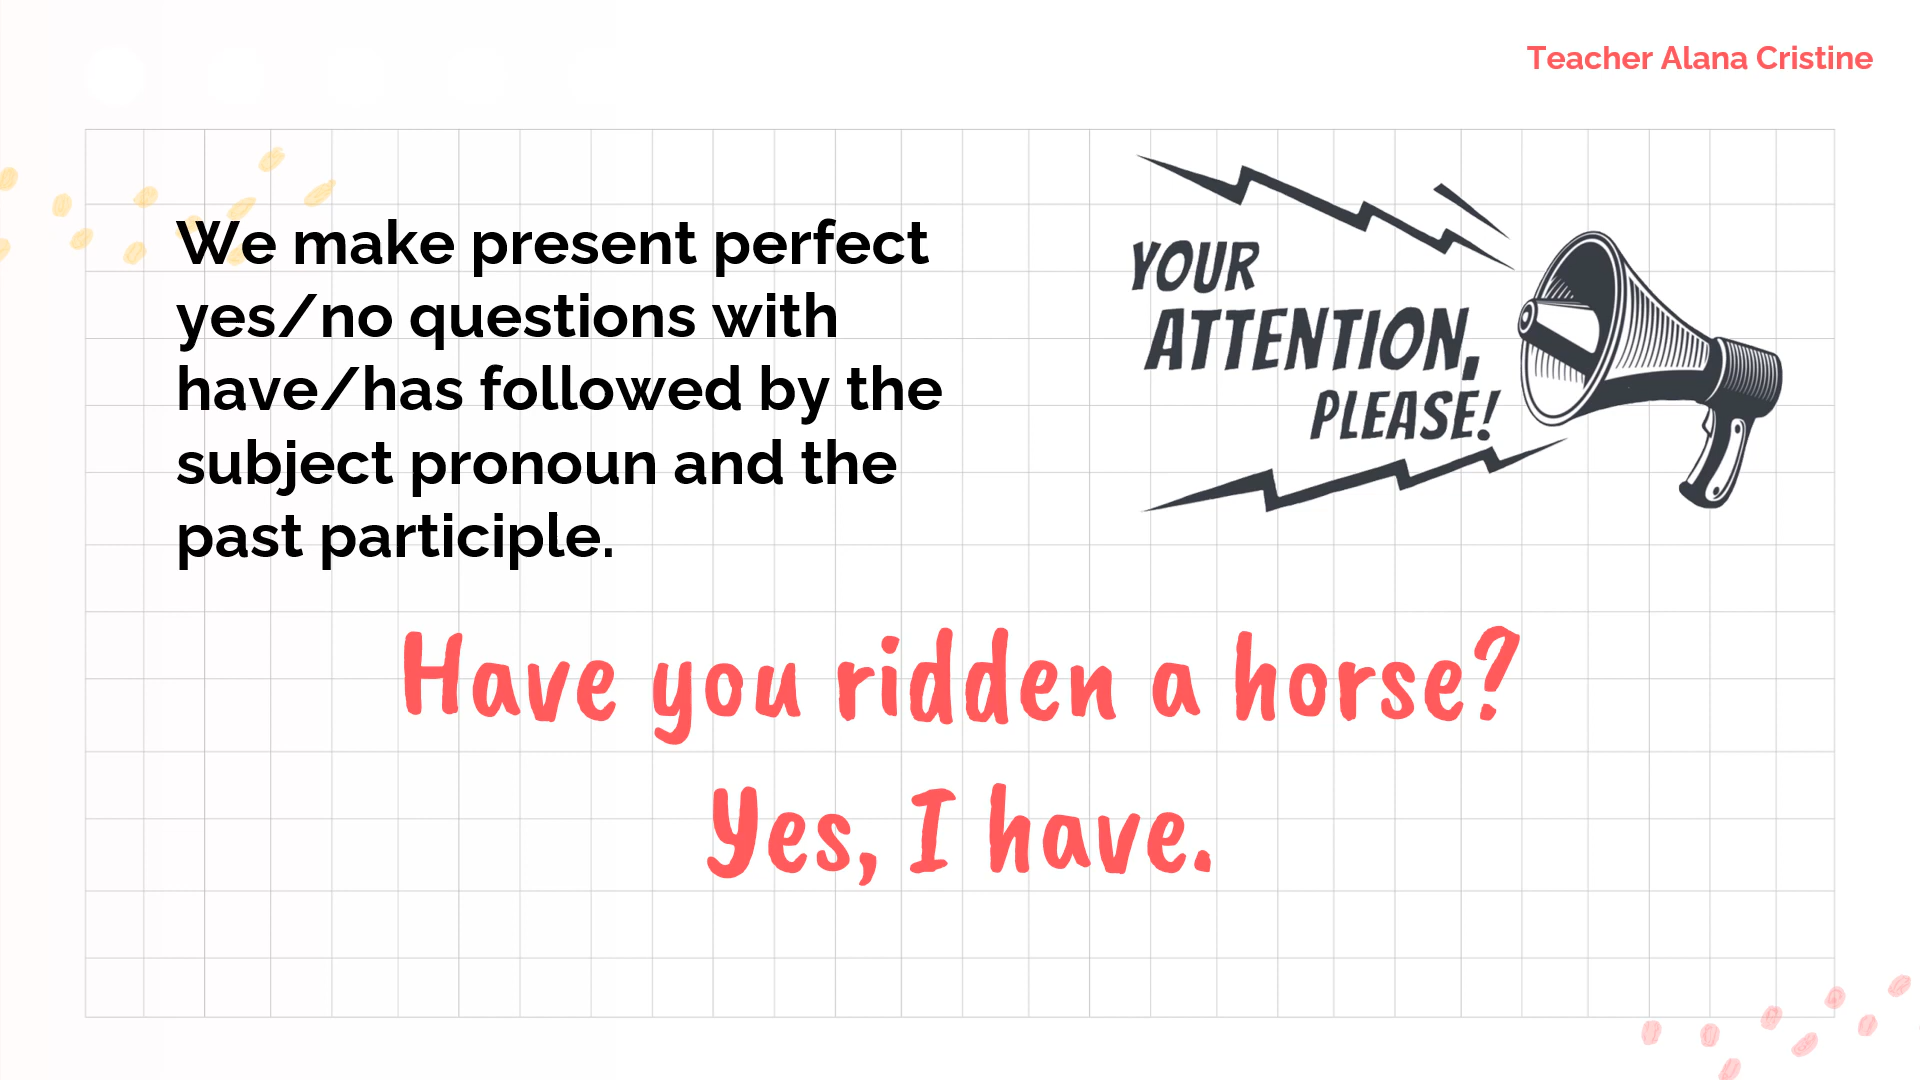 Teacher Alana Cristine
We make present perfect
yes/no questions with
have/has followed by the
subject pronoun and the
past participle.
YOUR
ATTENTION,
PLEASE!
Have you ridden a horse?
Yes, I have.